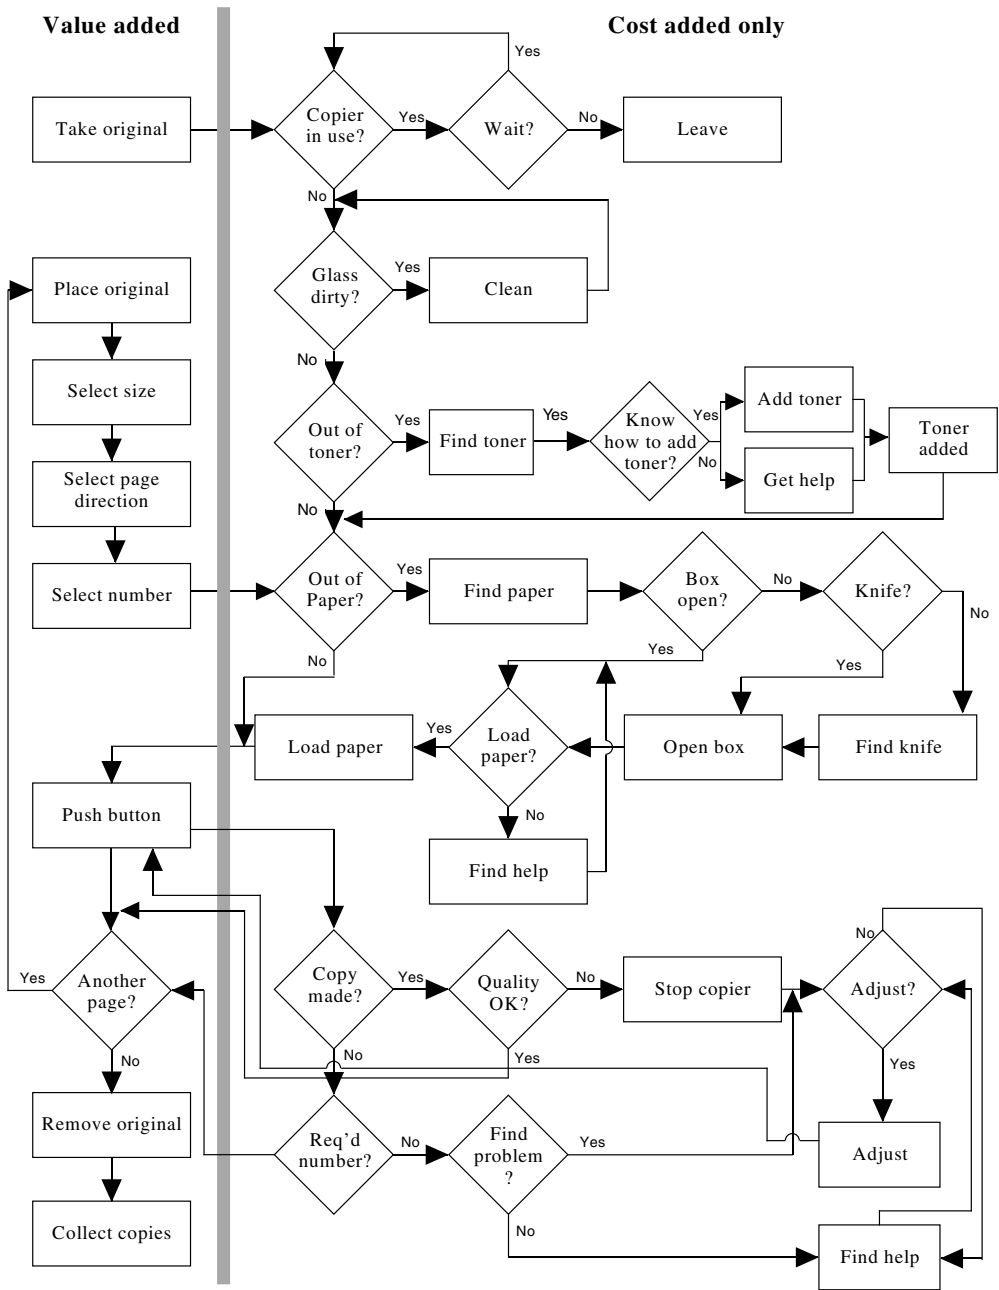 Value added
Cost added only
Yes
Take original
Copier
in use?
Yes
Wait?
No
Leave
No
Place original
Glass
dirty?
Yes
Clean
No
Select size
Out of
toner?
Yes
Find toner
Yes
Know
how to add
toner?
Yes
No
Add toner
Get help
Toner
added
Select page
direction
No
Select number
Out of
Paper?
Yes
Find paper
Box
open?
No
Knife?
No
No
Yes
Yes
Load paper
Yes
Load
paper?
Open box
Find knife
Push button
No
Find help
Yes
Another
page?
Copy
made?
Yes
Quality
OK?
No
Stop copier
No
Adjust?
No
No
Yes
Yes
Remove original
Req’d
number?
No
Find
problem
?
Yes
Adjust
Collect copies
No
Find help